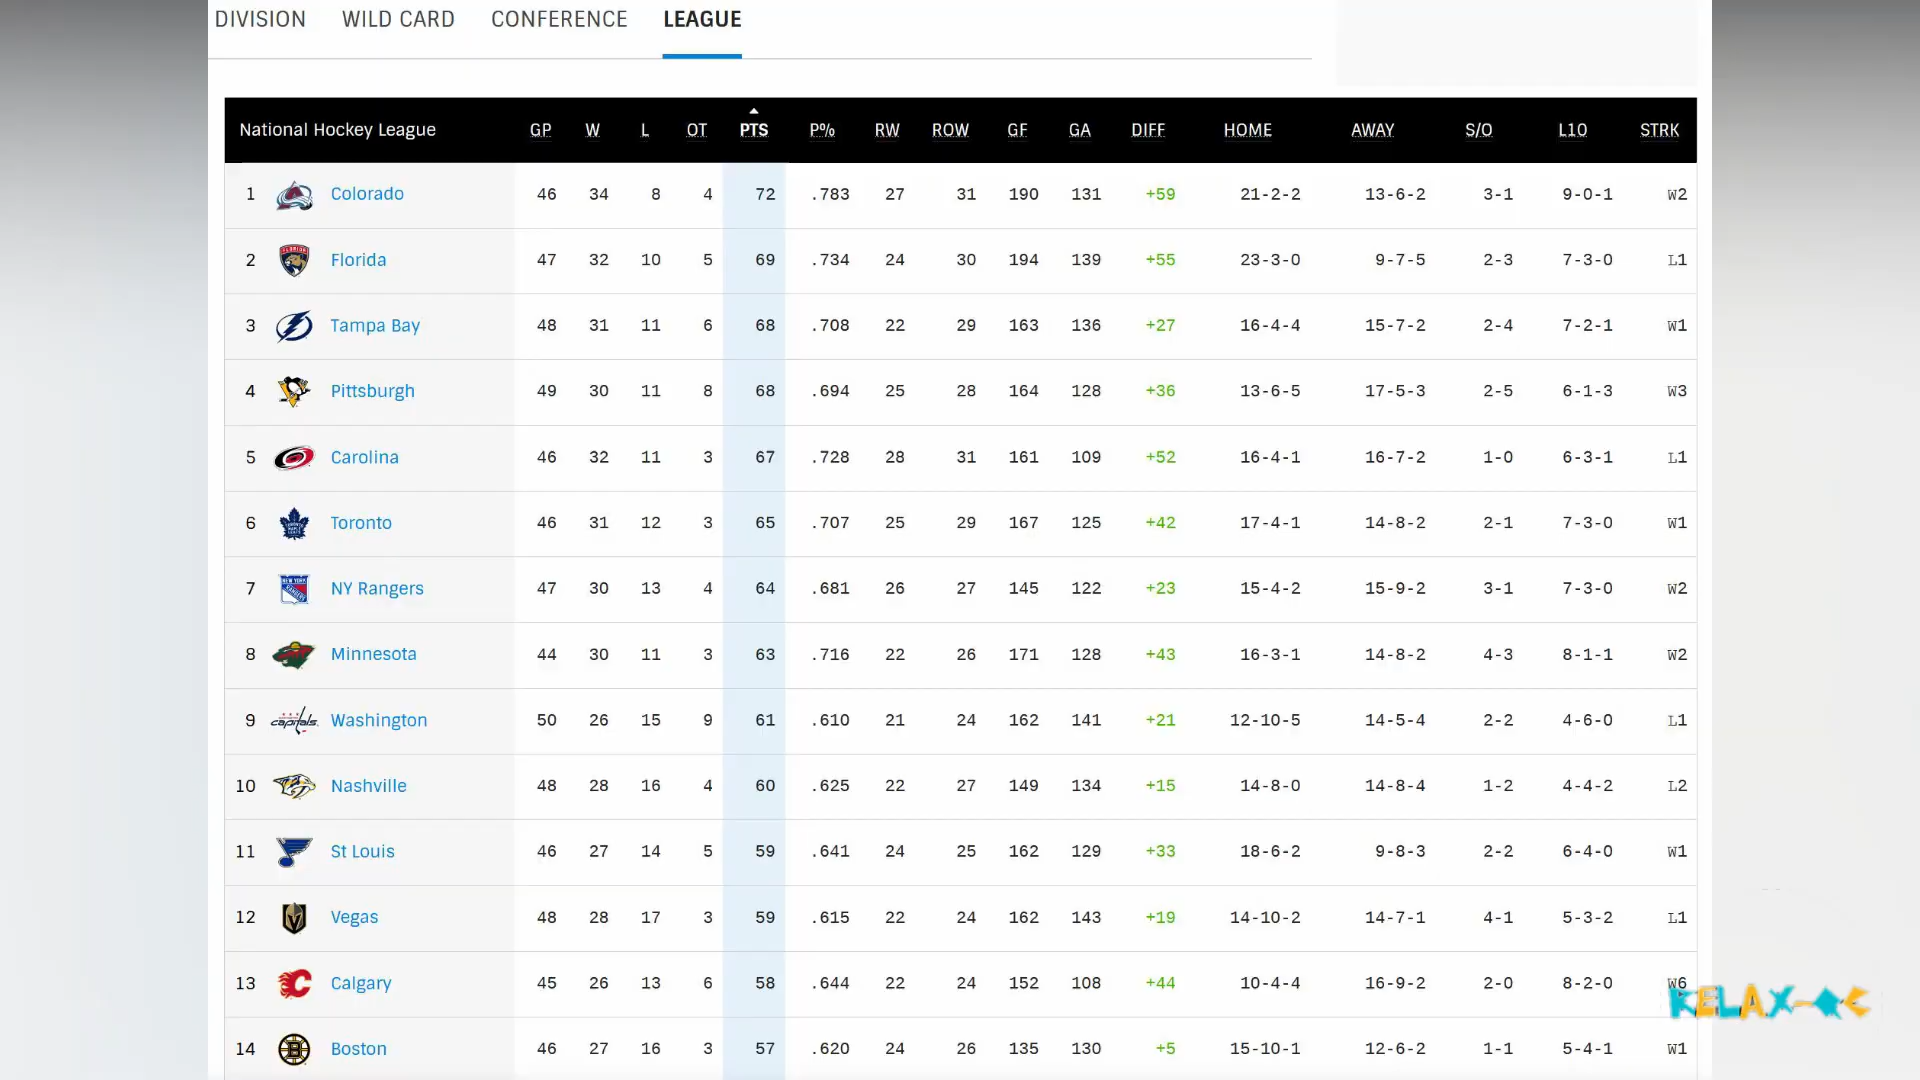 DIVISION WILD CARD CONFERENCE LEAGUE
National Hockey League GP W L OT PTS P% RW ROW GF GA DIFF HOME AWAY S/O L10 STRK
1 Colorado 46 34 8 4 72 .783 27 31 190 131 +59 21-2-2 13-6-2 3-1 9-0-1 W2
2 Florida 47 32 10 5 69 .734 24 30 194 139 +55 23-3-0 9-7-5 2-3 7-3-0 L1
3 Tampa Bay 48 31 11 6 68 .708 22 29 163 136 +27 16-4-4 15-7-2 2-4 7-2-1 W1
4 Pittsburgh 49 30 11 8 68 .694 25 28 164 128 +36 13-6-5 17-5-3 2-5 6-1-3 W3
5 Carolina 46 32 11 3 67 .728 28 31 161 109 +52 16-4-1 16-7-2 1-0 6-3-1 L1
6 Toronto 46 31 12 3 65 .707 25 29 167 125 +42 17-4-1 14-8-2 2-1 7-3-0 W1
7 NY Rangers 47 30 13 4 64 .681 26 27 145 122 +23 15-4-2 15-9-2 3-1 7-3-0 W2
8 Minnesota 44 30 11 3 63 .716 22 26 171 128 +43 16-3-1 14-8-2 4-3 8-1-1 W2
9 capitals Washington 50 26 15 9 61 .610 21 24 162 141 +21 12-10-5 14-5-4 2-2 4-6-0 L1
10 Nashville 48 28 16 4 60 .625 22 27 149 134 +15 14-8-0 14-8-4 1-2 4-4-2 L2
11 St Louis 46 27 14 5 59 .641 24 25 162 129 +33 18-6-2 9-8-3 2-2 6-4-0 W1
12 Vegas 48 28 17 3 59 .615 22 24 162 143 +19 14-10-2 14-7-1 4-1 5-3-2 L1
13 Calgary 45 26 13 6 58 .644 22 24 152 108 +44 10-4-4 16-9-2 2-0 8-2-0 W6
14 Boston 46 27 16 3 57 .620 24 26 135 130 +5 15-10-1 12-6-2 1-1 5-4-1 W1